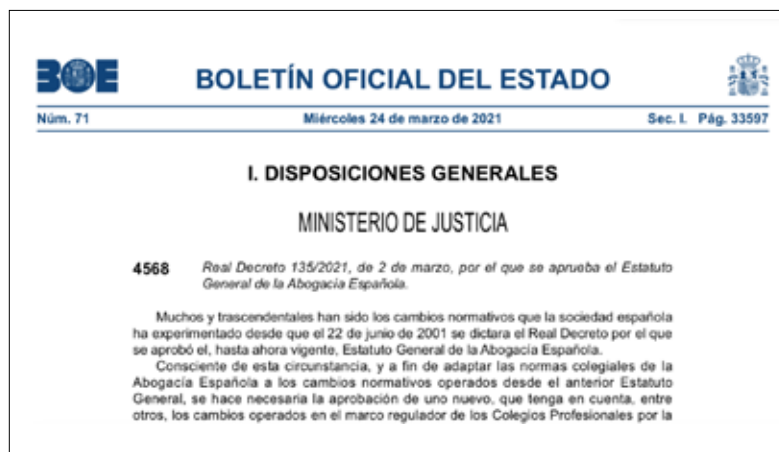 BOE
BOLETÍN OFICIAL DEL ESTADO
Núm. 71
Miércoles 24 de marzo de 2021
Sec. I. Pág. 33597
I. DISPOSICIONES GENERALES
MINISTERIO DE JUSTICIA
4568 Real Decreto 135/2021, de 2 de marzo, por el que se aprueba el Estatuto
General de la Abogacía Española.
Muchos y trascendentales han sido los cambios normativos que la sociedad española
ha experimentado desde que el 22 de junio de 2001 se dictara el Real Decreto por el que
se aprobó el, hasta ahora vigente, Estatuto General de la Abogacía Española.
Consciente de esta circunstancia, y a fin de adaptar las normas colegiales de la
Abogacía Española a los cambios normativos operados desde el anterior Estatuto
General, se hace necesaria la aprobación de uno nuevo, que tenga en cuenta, entre
otros, los cambios operados en el marco regulador de los Colegios Profesionales por la